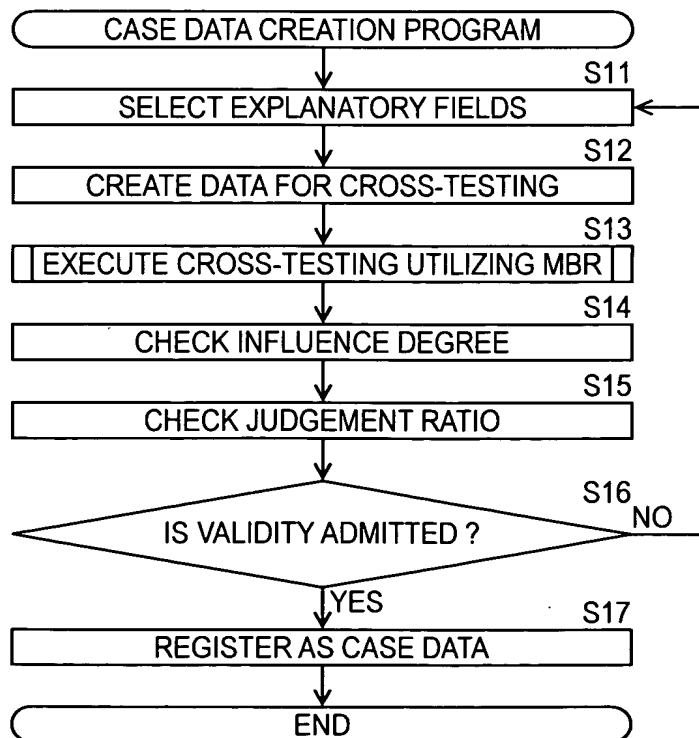 CASE DATA CREATION PROGRAM
S11
SELECT EXPLANATORY FIELDS
S12
CREATE DATA FOR CROSS-TESTING
S13
EXECUTE CROSS-TESTING UTILIZING MBR
S14
CHECK INFLUENCE DEGREE
S15
CHECK JUDGEMENT RATIO
S16
IS VALIDITY ADMITTED ?
NO
YES
S17
REGISTER AS CASE DATA
END